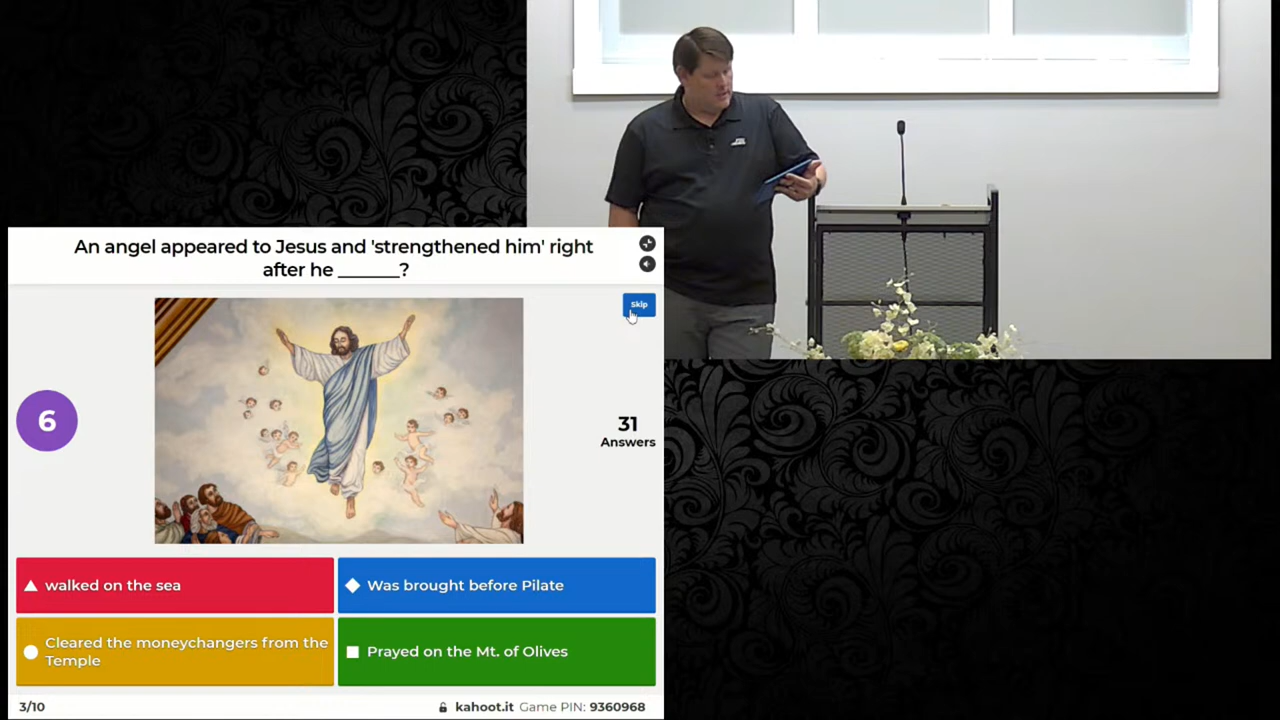 An angel appeared to Jesus and 'strengthened him' right
after he ______?
Skip
6
31
Answers
walked on the sea
Was brought before Pilate
Cleared the moneychangers from the
Temple
Prayed on the Mt. of Olives
3/10
kahoot.it Game PIN: 9360968